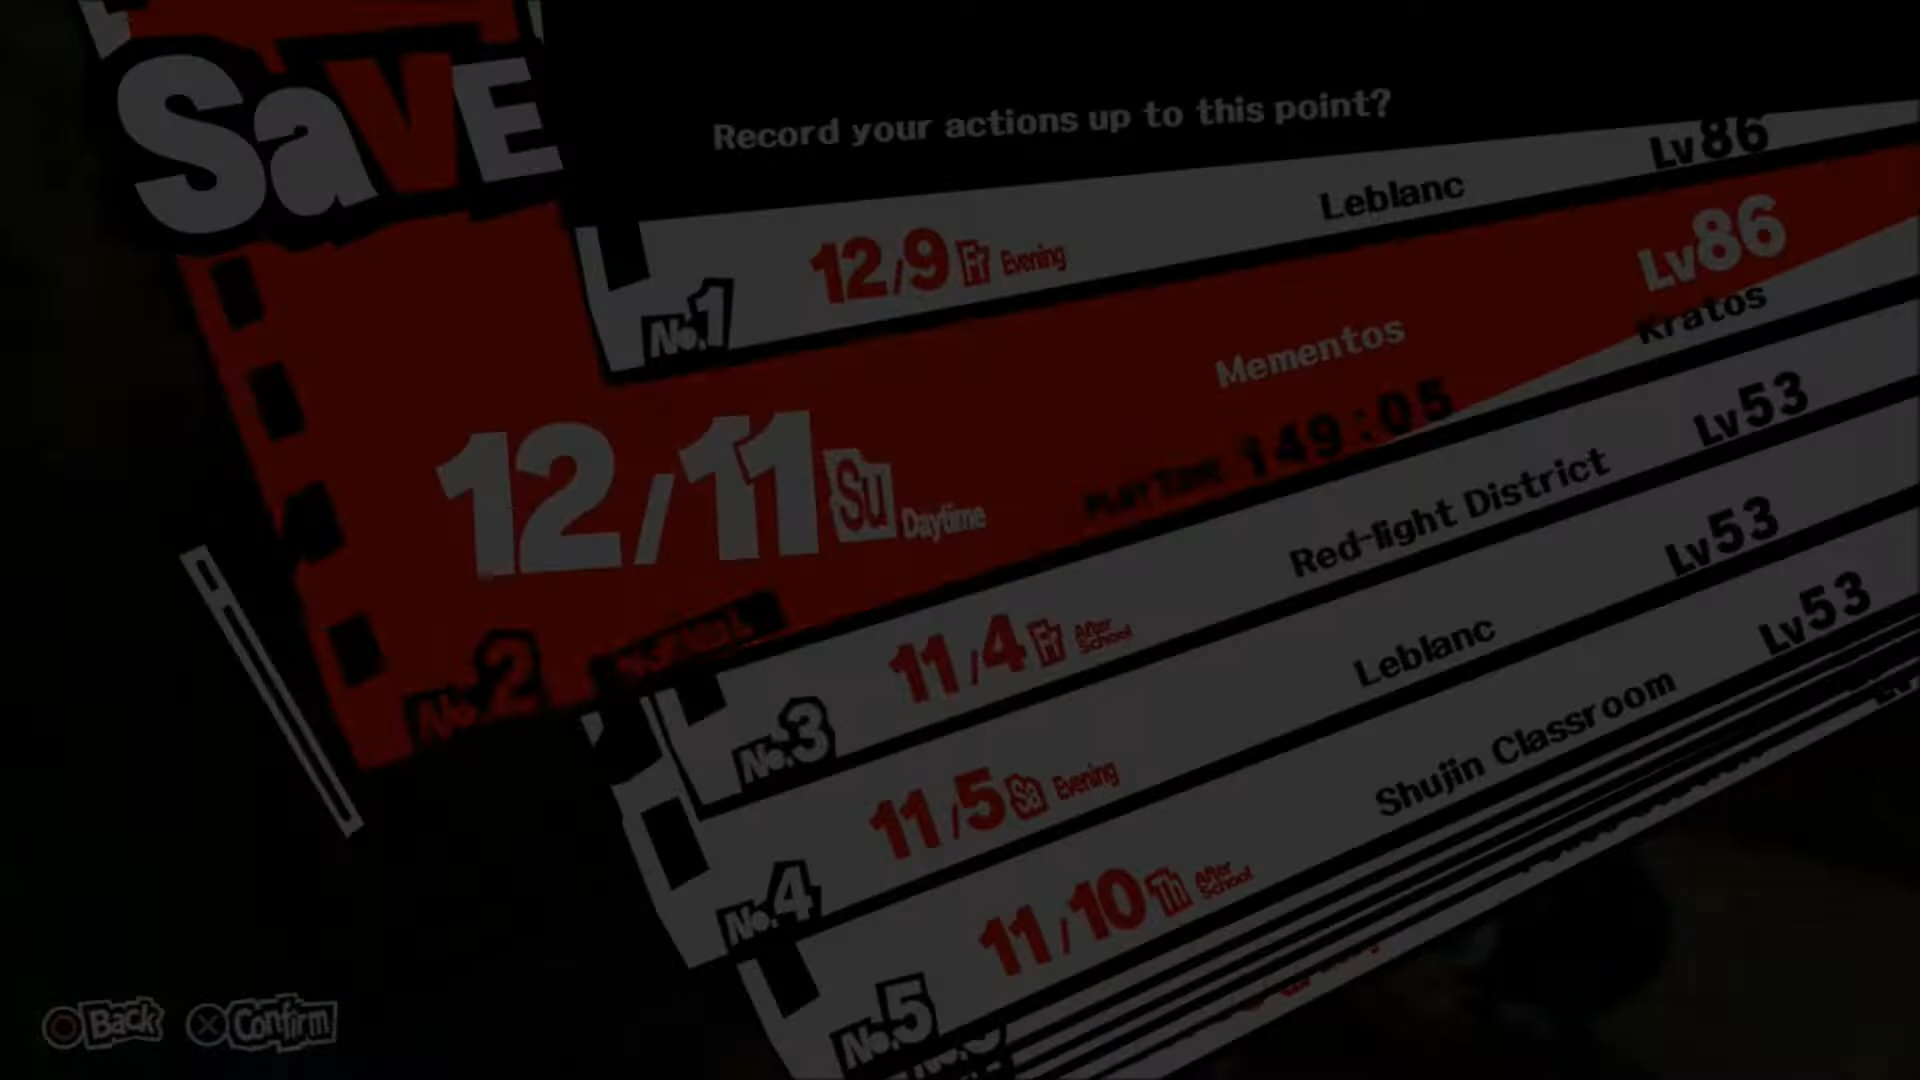 SaVE
Record your actions up to this point?
No.1 12/9 Fr Evening Leblanc Lv86
No.2 12/11 Su Daytime Mementos Lv86
Kratos
PLAY TIME 149:05
No.3 11/4 Fr After School Red-light District Lv53
No.4 11/5 Sa Evening Leblanc Lv53
No.5 11/10 Th After School Shujin Classroom Lv53
Back Confirm